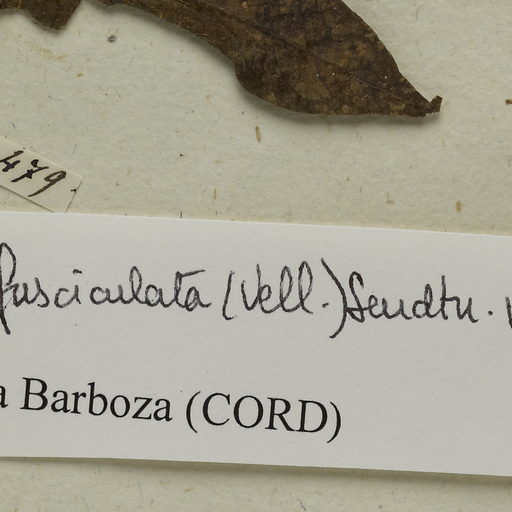 479.
fasciculata (Vell.) Sendtn.
a Barboza (CORD)